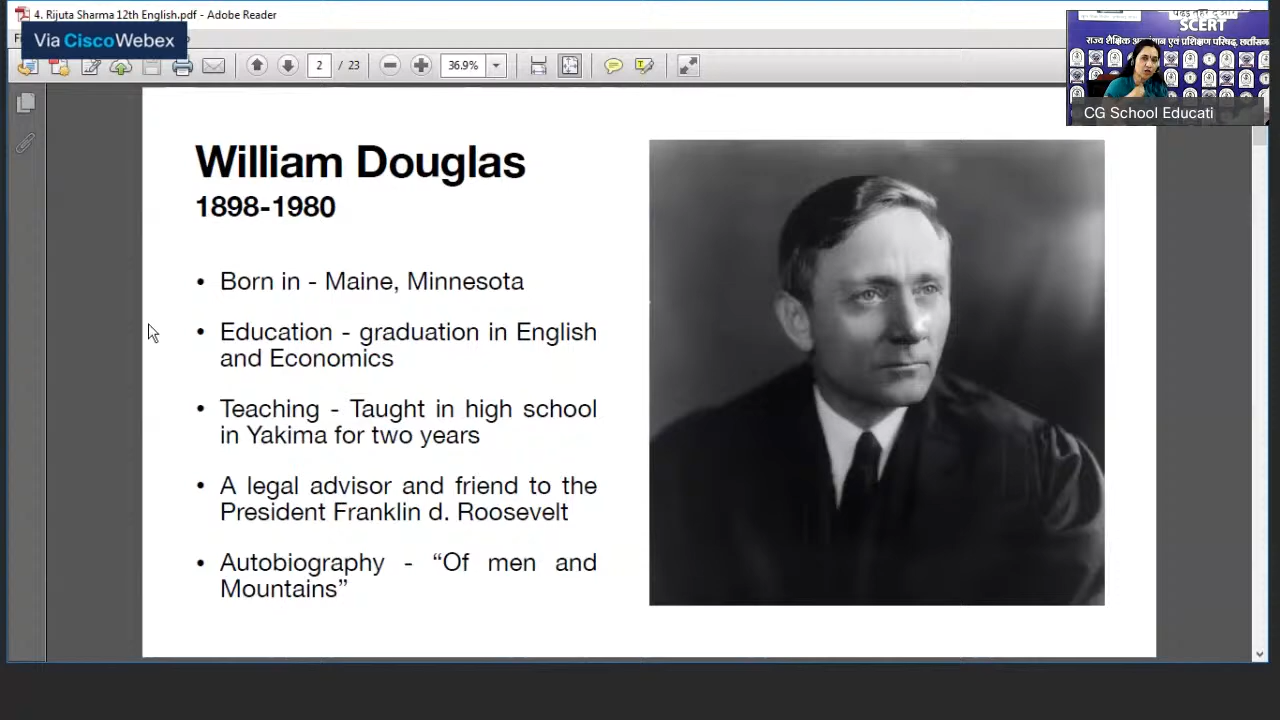 4. Rijuta Sharma 12th English.pdf - Adobe Reader
Via CiscoWebex
2 / 23
36.9%
SCERT
CG School Educati
William Douglas
1898-1980
• Born in - Maine, Minnesota
• Education - graduation in English
and Economics
• Teaching - Taught in high school
in Yakima for two years
• A legal advisor and friend to the
President Franklin d. Roosevelt
• Autobiography - “Of men and
Mountains”